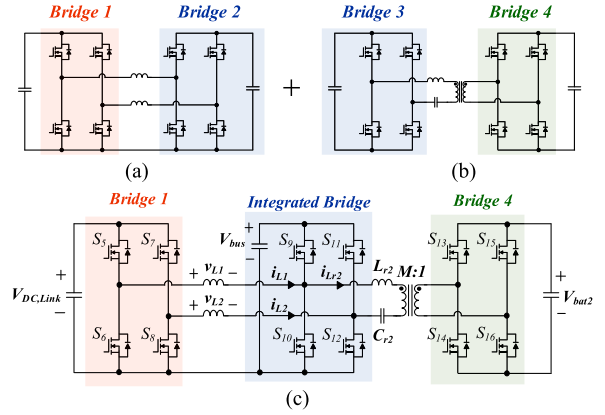 Bridge 1 Bridge 2 Bridge 3 Bridge 4
+
(a) (b)
Bridge 1 Integrated Bridge Bridge 4
S5 S7 + Vbus − S9 S11 S13 S15
+ vL1 − iL1 iLr2 Lr2 M:1
+ VDC,Link − + vL2 − iL2 + Vbat2 −
S6 S8 S10 S12 Cr2 S14 S16
(c)